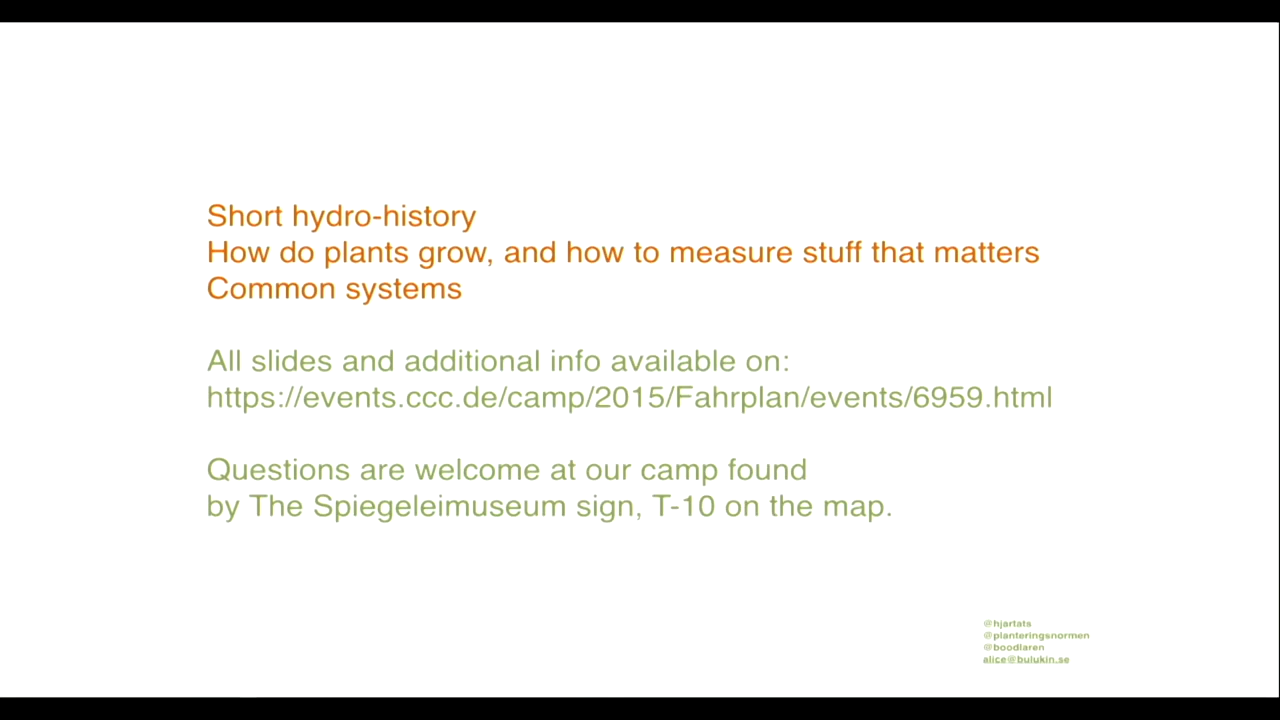 Short hydro-history
How do plants grow, and how to measure stuff that matters
Common systems
All slides and additional info available on:
https://events.ccc.de/camp/2015/Fahrplan/events/6959.html
Questions are welcome at our camp found
by The Spiegeleimuseum sign, T-10 on the map.
@hjartats
@planteringsnormen
@boodlaren
alice@bulukin.se